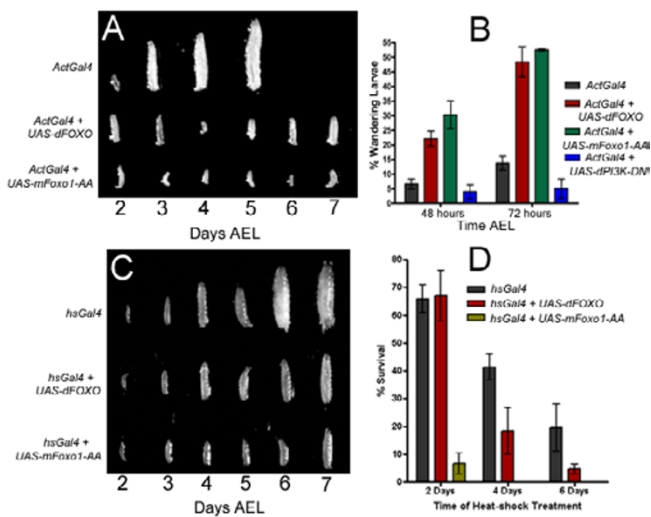 A
ActGal4
ActGal4 +
UAS-dFOXO
ActGal4 +
UAS-mFoxo1-AA
2 3 4 5 6 7
Days AEL
B
% Wandering Larvae
55
50
45
40
35
30
25
20
15
10
5
0
ActGal4
ActGal4 +
UAS-dFOXO
ActGal4 +
UAS-mFoxo1-AA
ActGal4 +
UAS-dPI3K-DN
48 hours 72 hours
Time AEL
C
hsGal4
hsGal4 +
UAS-dFOXO
hsGal4 +
UAS-mFoxo1-AA
2 3 4 5 6 7
Days AEL
D
% Survival
80
70
60
50
40
30
20
10
0
hsGal4
hsGal4 + UAS-dFOXO
hsGal4 + UAS-mFoxo1-AA
2 Days 4 Days 6 Days
Time of Heat-shock Treatment